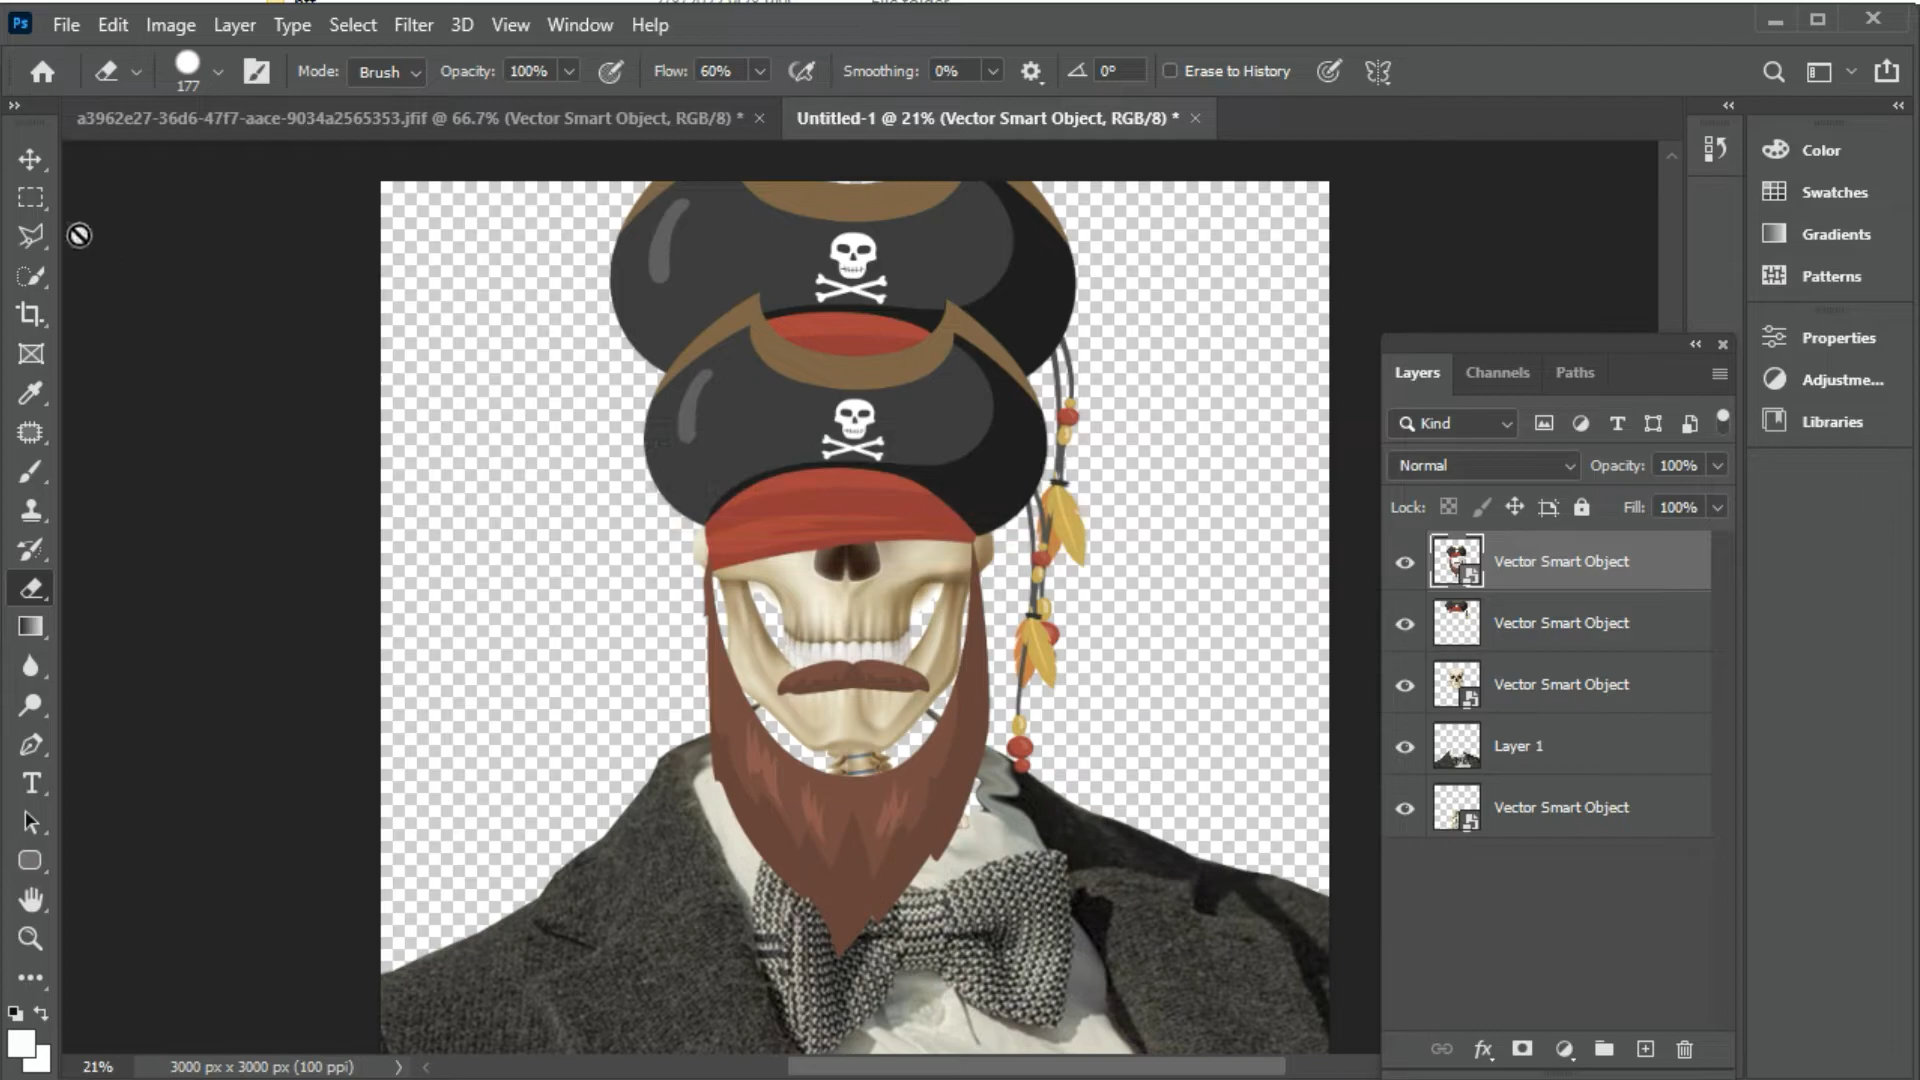 Ps File Edit Image Layer Type Select Filter 3D View Window Help
177 Mode: Brush Opacity: 100% Flow: 60% Smoothing: 0% 0° Erase to History
a3962e27-36d6-47f7-aace-9034a2565353.jfif @ 66.7% (Vector Smart Object, RGB/8) * Untitled-1 @ 21% (Vector Smart Object, RGB/8) *
Color
Swatches
Gradients
Patterns
Properties
Adjustme...
Libraries
Layers Channels Paths
Kind
Normal Opacity: 100%
Lock: Fill: 100%
Vector Smart Object
Vector Smart Object
Vector Smart Object
Layer 1
Vector Smart Object
21% 3000 px x 3000 px (100 ppi)